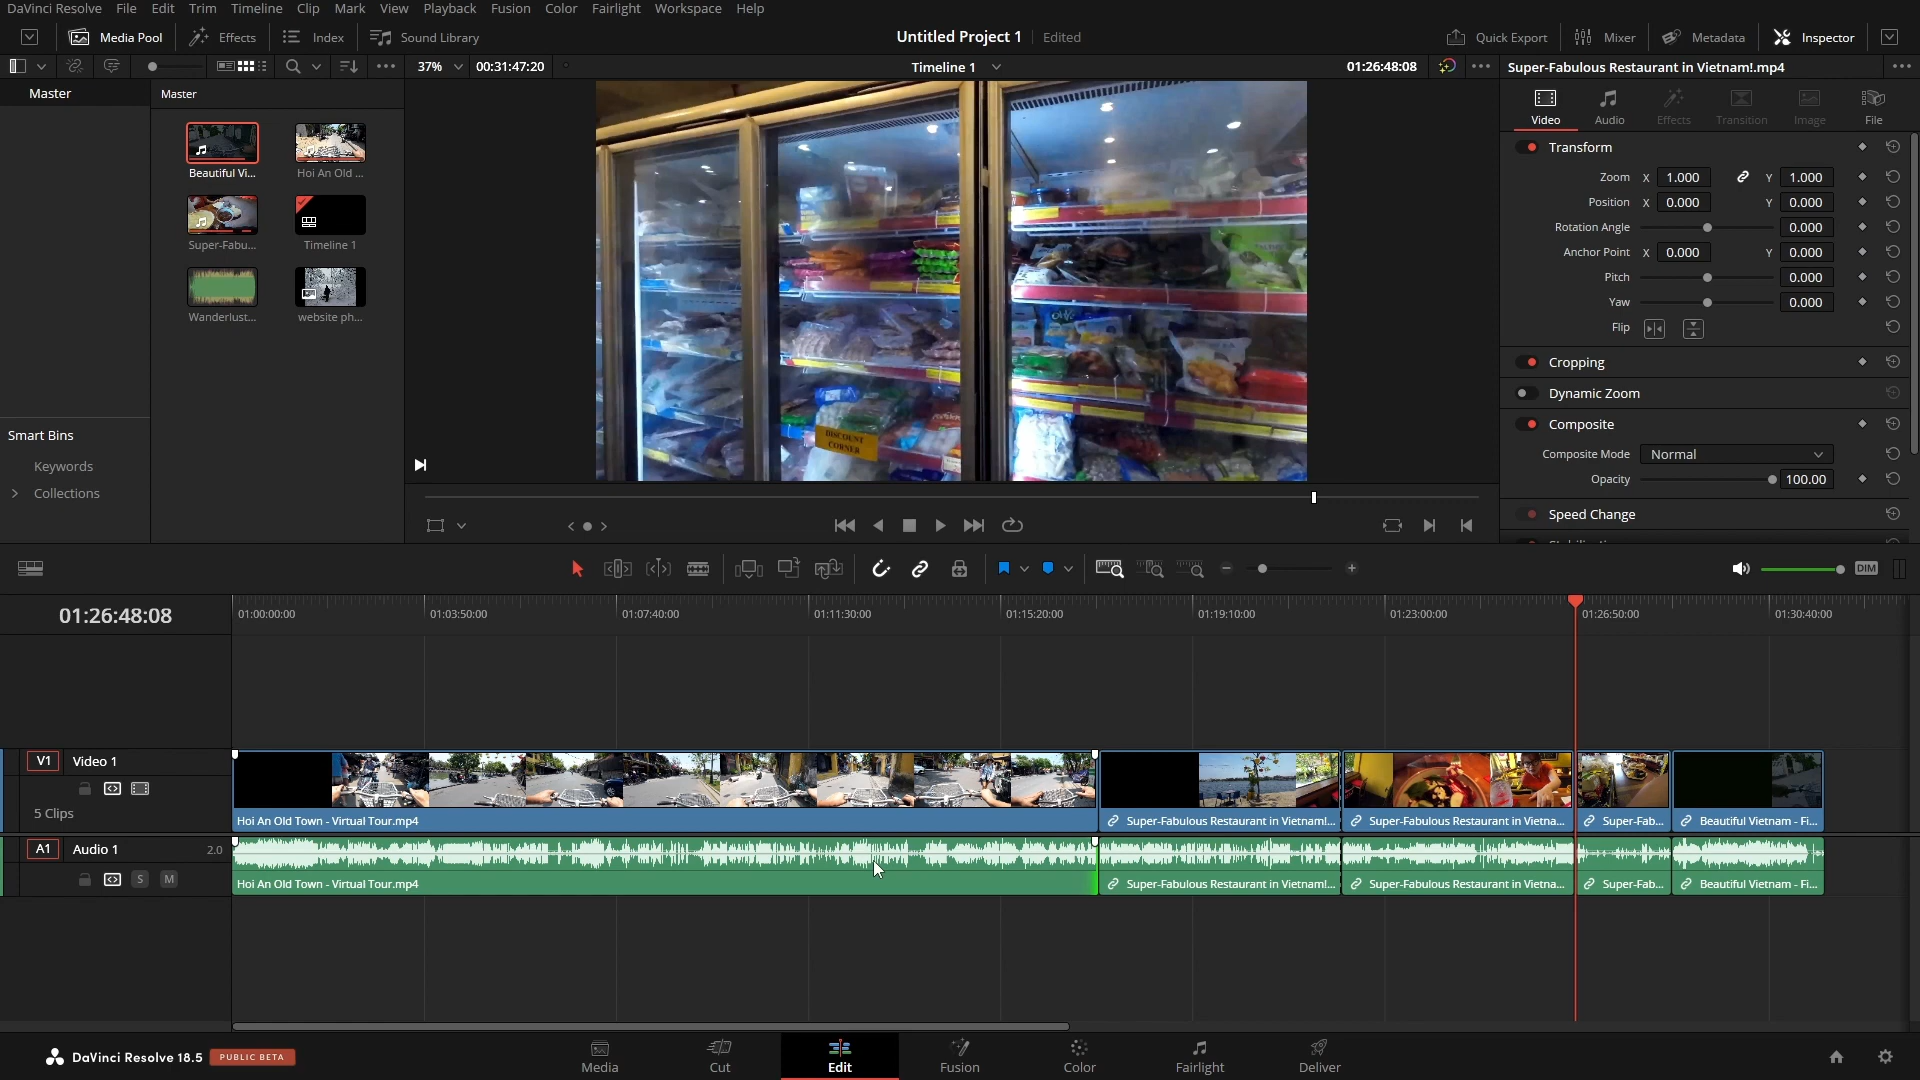 DaVinci Resolve File Edit Trim Timeline Clip Mark View Playback Fusion Color Fairlight Workspace Help
Media Pool Effects Index Sound Library Untitled Project 1 Edited Quick Export Mixer Metadata Inspector
37% 00:31:47:20 Timeline 1 01:26:48:08 Super-Fabulous Restaurant in Vietnam!.mp4
Master
Master
Beautiful Vi... Hoi An Old ...
Super-Fabu... Timeline 1
Wanderlust... website ph...
Smart Bins
Keywords
Collections
DISCOUNT
CORNER
Video Audio Effects Transition Image File
Transform
Zoom X 1.000 Y 1.000
Position X 0.000 Y 0.000
Rotation Angle 0.000
Anchor Point X 0.000 Y 0.000
Pitch 0.000
Yaw 0.000
Flip
Cropping
Dynamic Zoom
Composite
Composite Mode Normal
Opacity 100.00
Speed Change
DIM
01:26:48:08
01:00:00:00 01:03:50:00 01:07:40:00 01:11:30:00 01:15:20:00 01:19:10:00 01:23:00:00 01:26:50:00 01:30:40:00
V1 Video 1
5 Clips
Hoi An Old Town - Virtual Tour.mp4 Super-Fabulous Restaurant in Vietnam!... Super-Fabulous Restaurant in Vietna... Super-Fab... Beautiful Vietnam - Fi...
A1 Audio 1 2.0
S M
Hoi An Old Town - Virtual Tour.mp4 Super-Fabulous Restaurant in Vietnam!... Super-Fabulous Restaurant in Vietna... Super-Fab... Beautiful Vietnam - Fi...
DaVinci Resolve 18.5 PUBLIC BETA
Media Cut Edit Fusion Color Fairlight Deliver